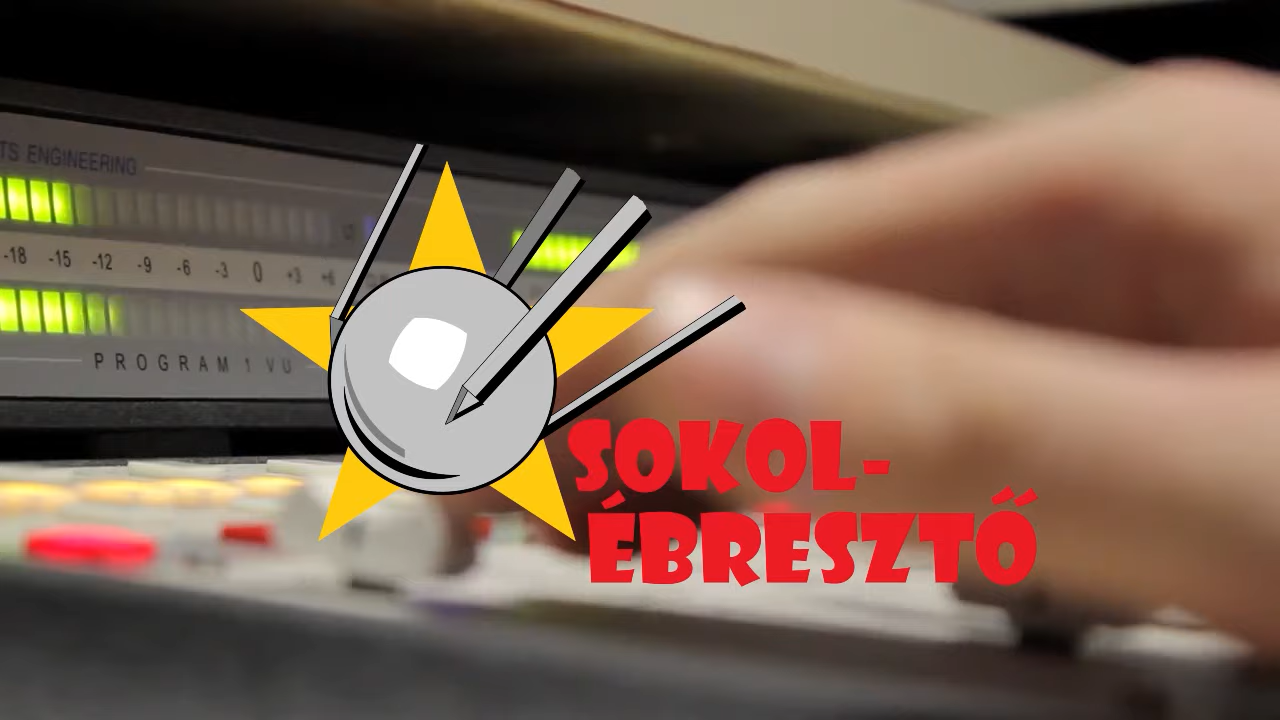 TS ENGINEERING
-18 -15 -12 -9 -6 -3 0 +3 +6
PROGRAM 1 VU
SOKOL-
ÉBRESZTŐ